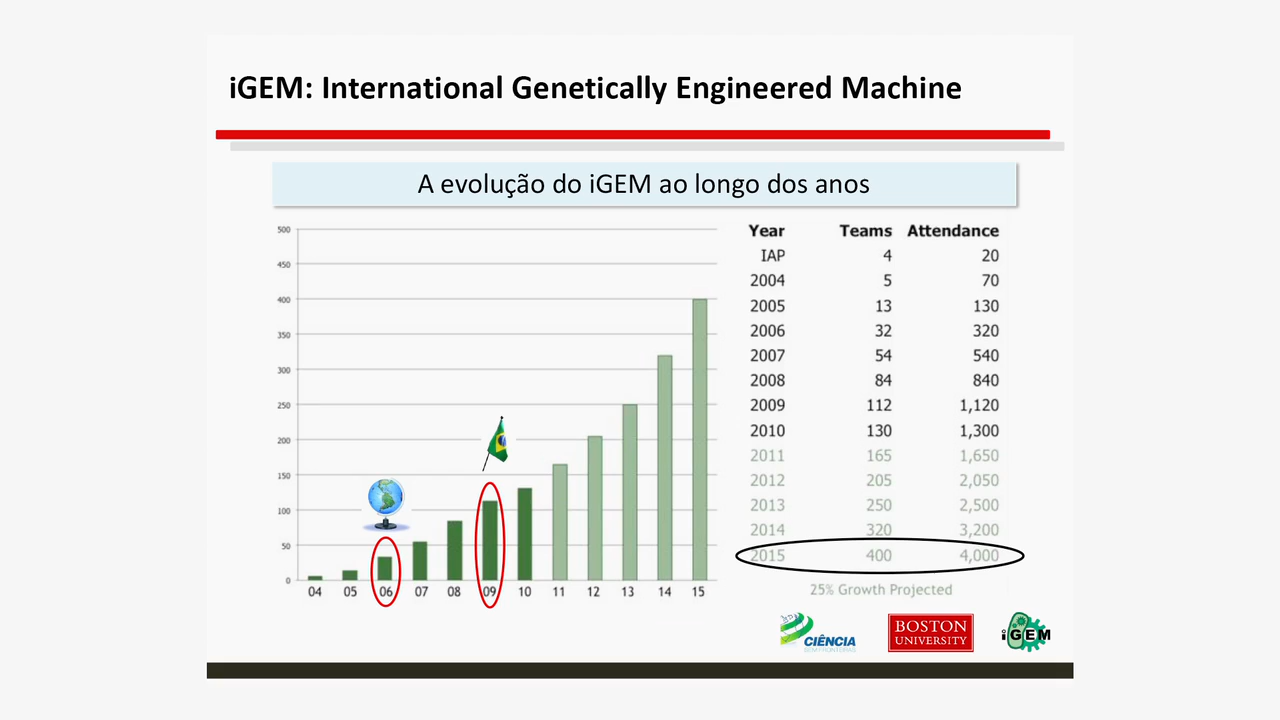 iGEM: International Genetically Engineered Machine
A evolução do iGEM ao longo dos anos
500
450
400
350
300
250
200
150
100
50
0
04 05 06 07 08 09 10 11 12 13 14 15
Year Teams Attendance
IAP 4 20
2004 5 70
2005 13 130
2006 32 320
2007 54 540
2008 84 840
2009 112 1,120
2010 130 1,300
2011 165 1,650
2012 205 2,050
2013 250 2,500
2014 320 3,200
2015 400 4,000
25% Growth Projected
CIÊNCIA
SEM FRONTEIRAS
BOSTON
UNIVERSITY
iGEM